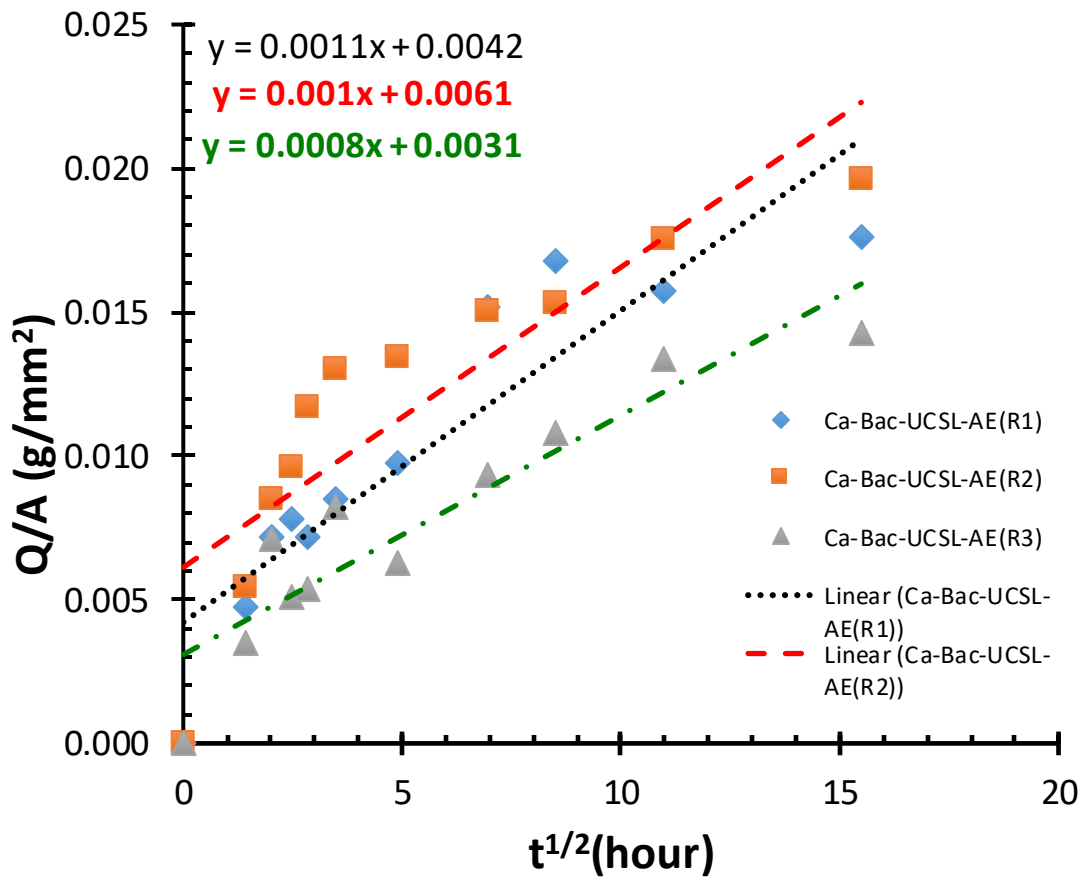 0.025
y = 0.0011x + 0.0042
y = 0.001x + 0.0061
y = 0.0008x + 0.0031
0.020
0.015
0.010
0.005
0.000
Q/A (g/mm²)
Ca-Bac-UCSL-AE(R1)
Ca-Bac-UCSL-AE(R2)
Ca-Bac-UCSL-AE(R3)
Linear (Ca-Bac-UCSL-
AE(R1))
Linear (Ca-Bac-UCSL-
AE(R2))
0 5 10 15 20
t^1/2(hour)